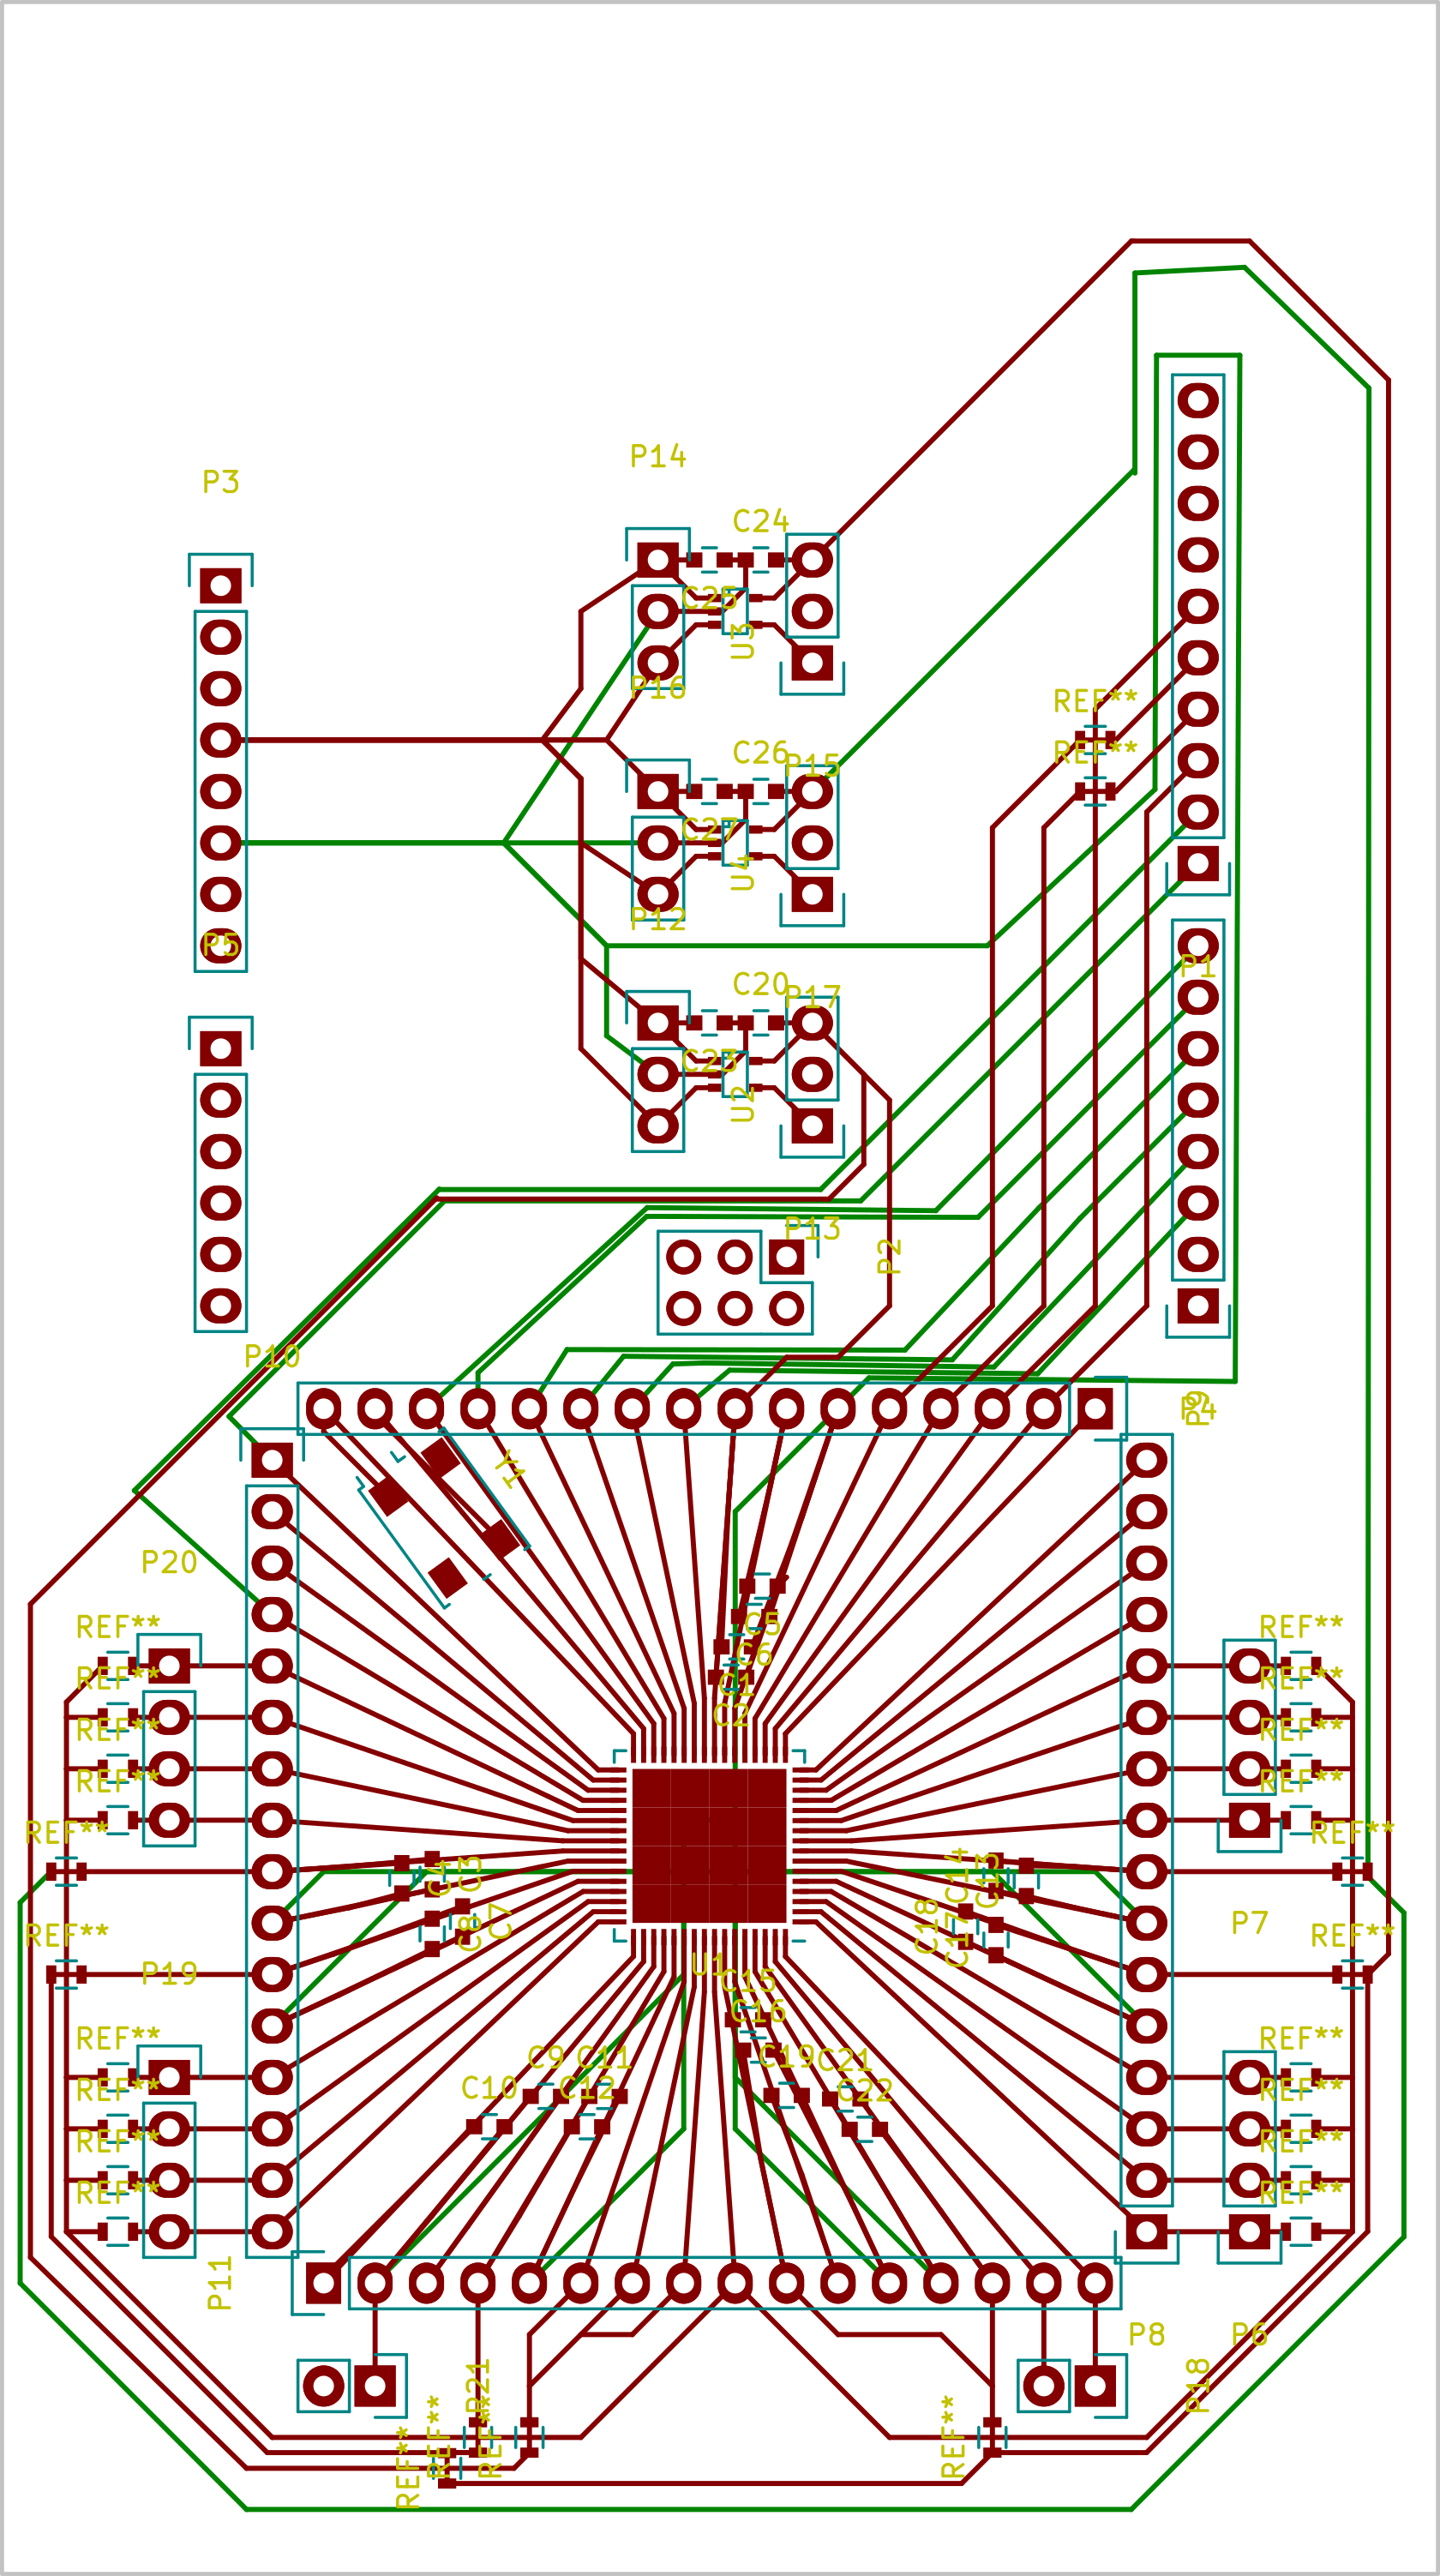 P14
P3
C24
C25
U3
P16
REF**
REF**
C26
P15
C27
U4
P12
P5
P1
C20
P17
C23
U2
P13
P2
P10
P4
P9
Y1
P20
REF**
REF**
REF**
REF**
REF**
REF**
REF**
REF**
C5
C6
C1
C2
REF**
REF**
C4
C3
C14
C13
C8
C7
C18
C17
P7
REF**
REF**
P19
U1
C15
C16
REF**
REF**
REF**
REF**
REF**
REF**
REF**
REF**
C9
C11
C19
C21
C10
C12
C22
P11
P8
P6
P21
P18
REF**
REF**
REF**
REF**